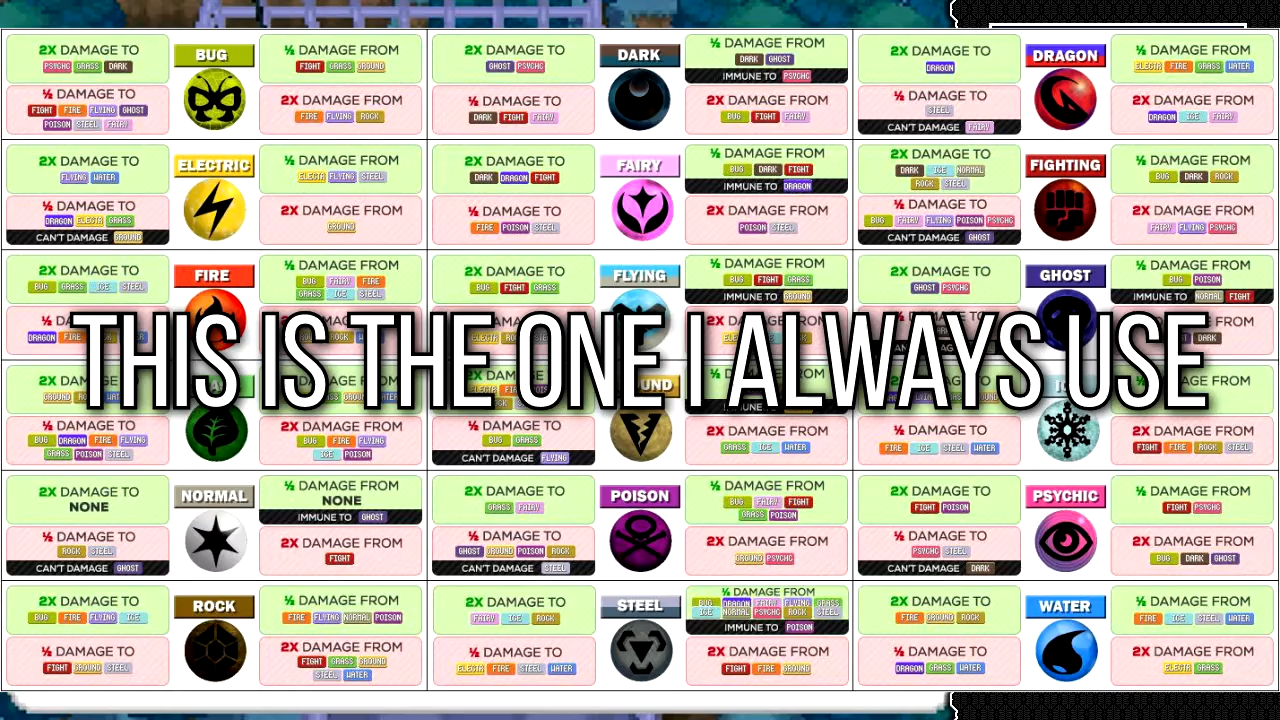 2X DAMAGE TO
PSYCHC GRASS DARK
½ DAMAGE TO
FIGHT FIRE FLYING GHOST
POISON STEEL FAIRY
BUG
½ DAMAGE FROM
FIGHT GRASS GROUND
2X DAMAGE FROM
FIRE FLYING ROCK
2X DAMAGE TO
GHOST PSYCHC
½ DAMAGE TO
DARK FIGHT FAIRY
DARK
½ DAMAGE FROM
DARK GHOST
IMMUNE TO PSYCHC
2X DAMAGE FROM
BUG FIGHT FAIRY
2X DAMAGE TO
DRAGON
½ DAMAGE TO
STEEL
CAN'T DAMAGE FAIRY
DRAGON
½ DAMAGE FROM
ELECTR FIRE GRASS WATER
2X DAMAGE FROM
DRAGON ICE FAIRY
2X DAMAGE TO
FLYING WATER
½ DAMAGE TO
DRAGON ELECTR GRASS
CAN'T DAMAGE GROUND
ELECTRIC
½ DAMAGE FROM
ELECTR FLYING STEEL
2X DAMAGE FROM
GROUND
2X DAMAGE TO
DARK DRAGON FIGHT
½ DAMAGE TO
FIRE POISON STEEL
FAIRY
½ DAMAGE FROM
BUG DARK FIGHT
IMMUNE TO DRAGON
2X DAMAGE FROM
POISON STEEL
2X DAMAGE TO
DARK ICE NORMAL
ROCK STEEL
½ DAMAGE TO
BUG FAIRY FLYING POISON PSYCHC
CAN'T DAMAGE GHOST
FIGHTING
½ DAMAGE FROM
BUG DARK ROCK
2X DAMAGE FROM
FAIRY FLYING PSYCHC
2X DAMAGE TO
BUG GRASS ICE STEEL
½ DAMAGE TO
DRAGON FIRE
FIRE
½ DAMAGE FROM
BUG FAIRY FIRE
GRASS ICE STEEL
2X DAMAGE TO
BUG FIGHT GRASS
FLYING
½ DAMAGE FROM
BUG FIGHT GRASS
IMMUNE TO GROUND
2X DAMAGE TO
GHOST PSYCHC
GHOST
½ DAMAGE FROM
BUG POISON
IMMUNE TO NORMAL FIGHT
DARK
THIS IS THE ONE I ALWAYS USE
½ DAMAGE TO
BUG DRAGON FIRE FLYING
GRASS POISON STEEL
2X DAMAGE FROM
BUG FIRE FLYING
ICE POISON
½ DAMAGE TO
BUG GRASS
CAN'T DAMAGE FLYING
2X DAMAGE FROM
GRASS ICE WATER
½ DAMAGE TO
FIRE ICE STEEL WATER
2X DAMAGE FROM
FIGHT FIRE ROCK STEEL
2X DAMAGE TO
NONE
½ DAMAGE TO
ROCK STEEL
CAN'T DAMAGE GHOST
NORMAL
½ DAMAGE FROM
NONE
IMMUNE TO GHOST
2X DAMAGE FROM
FIGHT
2X DAMAGE TO
GRASS FAIRY
½ DAMAGE TO
GHOST GROUND POISON ROCK
CAN'T DAMAGE STEEL
POISON
½ DAMAGE FROM
BUG FAIRY FIGHT
GRASS POISON
2X DAMAGE FROM
GROUND PSYCHC
2X DAMAGE TO
FIGHT POISON
½ DAMAGE TO
PSYCHC STEEL
CAN'T DAMAGE DARK
PSYCHIC
½ DAMAGE FROM
FIGHT PSYCHC
2X DAMAGE FROM
BUG DARK GHOST
2X DAMAGE TO
BUG FIRE FLYING ICE
½ DAMAGE TO
FIGHT GROUND STEEL
ROCK
½ DAMAGE FROM
FIRE FLYING NORMAL POISON
2X DAMAGE FROM
FIGHT GRASS GROUND
STEEL WATER
2X DAMAGE TO
FAIRY ICE ROCK
½ DAMAGE TO
ELECTR FIRE STEEL WATER
STEEL
½ DAMAGE FROM
BUG DRAGON FAIRY FLYING GRASS
ICE NORMAL PSYCHC ROCK STEEL
IMMUNE TO POISON
2X DAMAGE FROM
FIGHT FIRE GROUND
2X DAMAGE TO
FIRE GROUND ROCK
½ DAMAGE TO
DRAGON GRASS WATER
WATER
½ DAMAGE FROM
FIRE ICE STEEL WATER
2X DAMAGE FROM
ELECTR GRASS